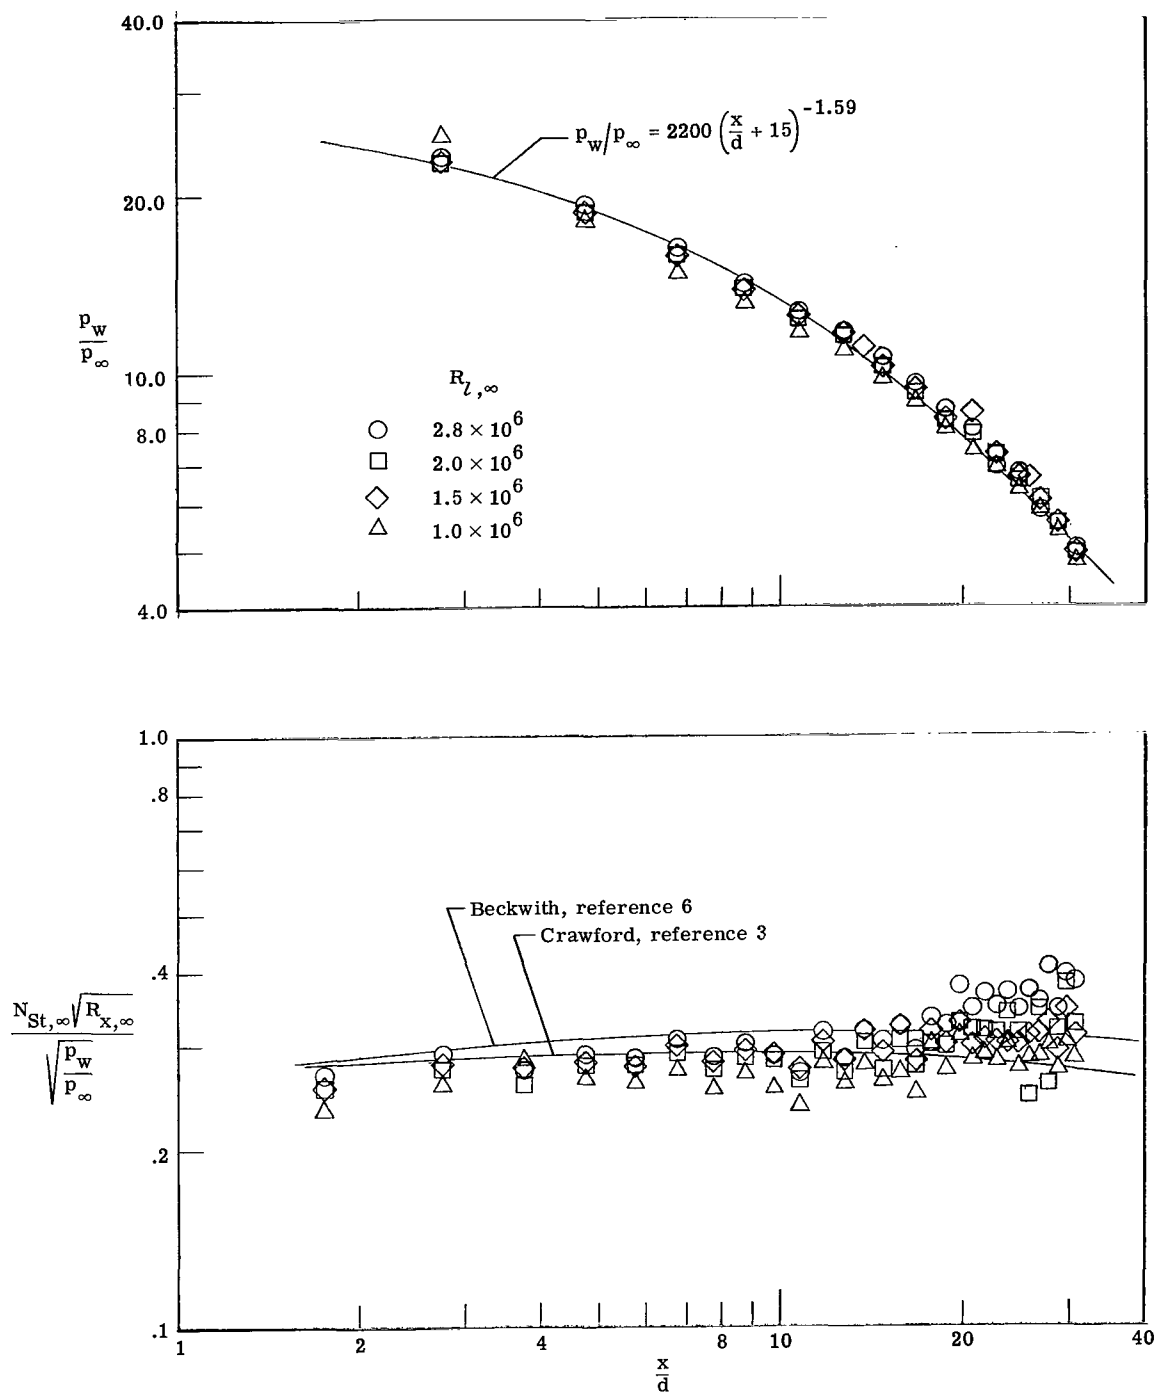 40.0
p_w/p_∞ = 2200 (x/d + 15)^-1.59
20.0
p_w/p_∞
10.0
R_l,∞
8.0
2.8 × 10^6
2.0 × 10^6
1.5 × 10^6
1.0 × 10^6
4.0
1.0
.8
Beckwith, reference 6
Crawford, reference 3
.4
N_St,∞ √R_x,∞ / √(p_w/p_∞)
.2
.1
1 2 4 8 10 20 40
x/d